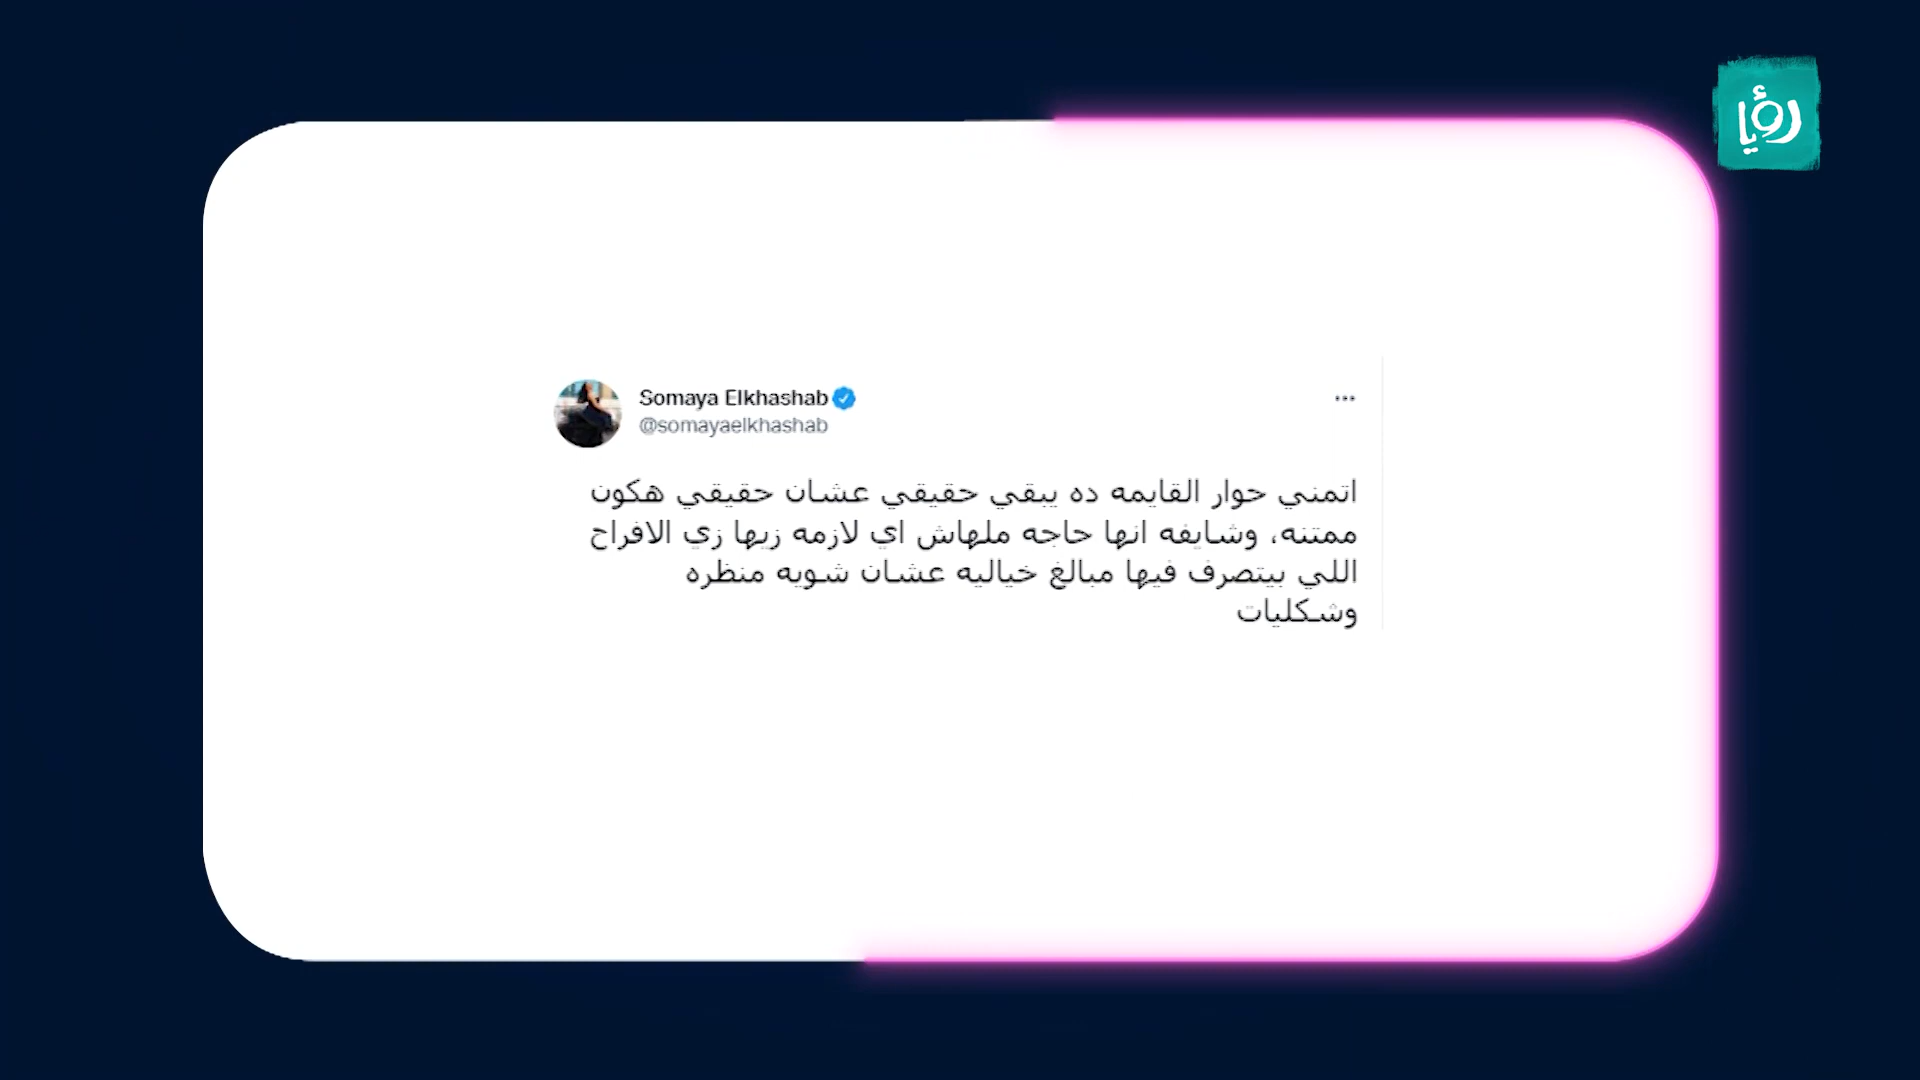 رؤيا
Somaya Elkhashab
@somayaelkhashab
اتمني حوار القايمه ده يبقي حقيقي عشان حقيقي هكون
ممتنه، وشايفه انها حاجه ملهاش اي لازمه زيها زي الافراح
اللي بيتصرف فيها مبالغ خياليه عشان شويه منظره
وشكليات